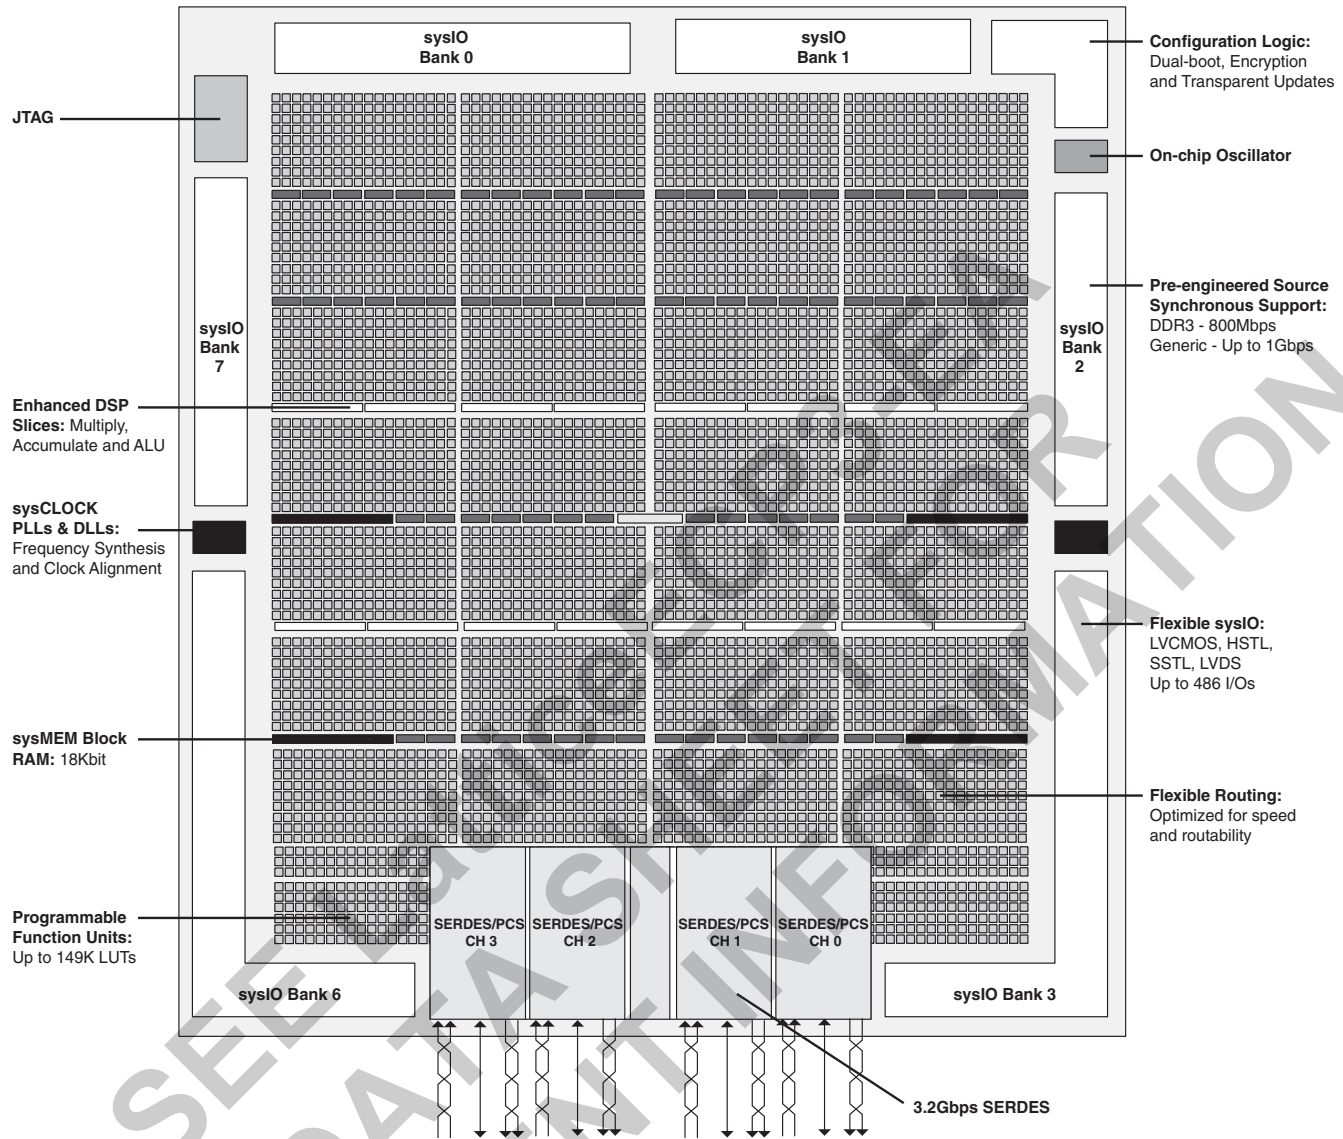 sysIO
Bank 0
sysIO
Bank 1
Configuration Logic:
Dual-boot, Encryption
and Transparent Updates
JTAG
On-chip Oscillator
sysIO
Bank
7
sysIO
Bank
2
Pre-engineered Source
Synchronous Support:
DDR3 - 800Mbps
Generic - Up to 1Gbps
Enhanced DSP
Slices: Multiply,
Accumulate and ALU
sysCLOCK
PLLs & DLLs:
Frequency Synthesis
and Clock Alignment
Flexible sysIO:
LVCMOS, HSTL,
SSTL, LVDS
Up to 486 I/Os
sysMEM Block
RAM: 18Kbit
Flexible Routing:
Optimized for speed
and routability
Programmable
Function Units:
Up to 149K LUTs
SERDES/PCS
CH 3
SERDES/PCS
CH 2
SERDES/PCS
CH 1
SERDES/PCS
CH 0
sysIO Bank 6
sysIO Bank 3
3.2Gbps SERDES
SEE LatticeECP3-EA
DATA SHEET FOR
ENT INFORMATION